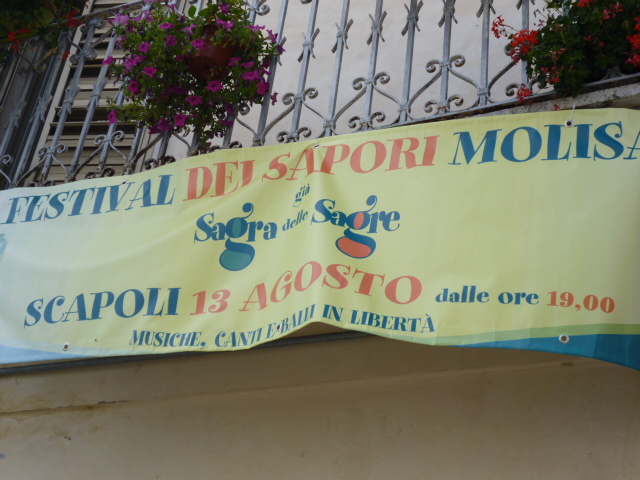 FESTIVAL DEI SAPORI MOLISA
già
Sagra delle Sagre
SCAPOLI 13 AGOSTO dalle ore 19,00
MUSICHE, CANTI E BALLI IN LIBERTÀ